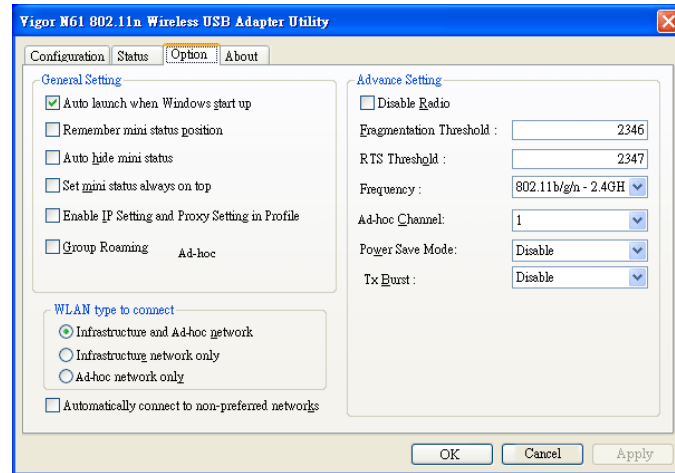 Vigor N61 802.11n Wireless USB Adapter Utility
Configuration Status Option About
General Setting
Auto launch when Windows start up
Remember mini status position
Auto hide mini status
Set mini status always on top
Enable IP Setting and Proxy Setting in Profile
Group Roaming Ad-hoc
WLAN type to connect
Infrastructure and Ad-hoc network
Infrastructure network only
Ad-hoc network only
Automatically connect to non-preferred networks
Advance Setting
Disable Radio
Fragmentation Threshold : 2346
RTS Threshold : 2347
Frequency : 802.11b/g/n - 2.4GH
Ad-hoc Channel: 1
Power Save Mode: Disable
Tx Burst : Disable
OK Cancel Apply